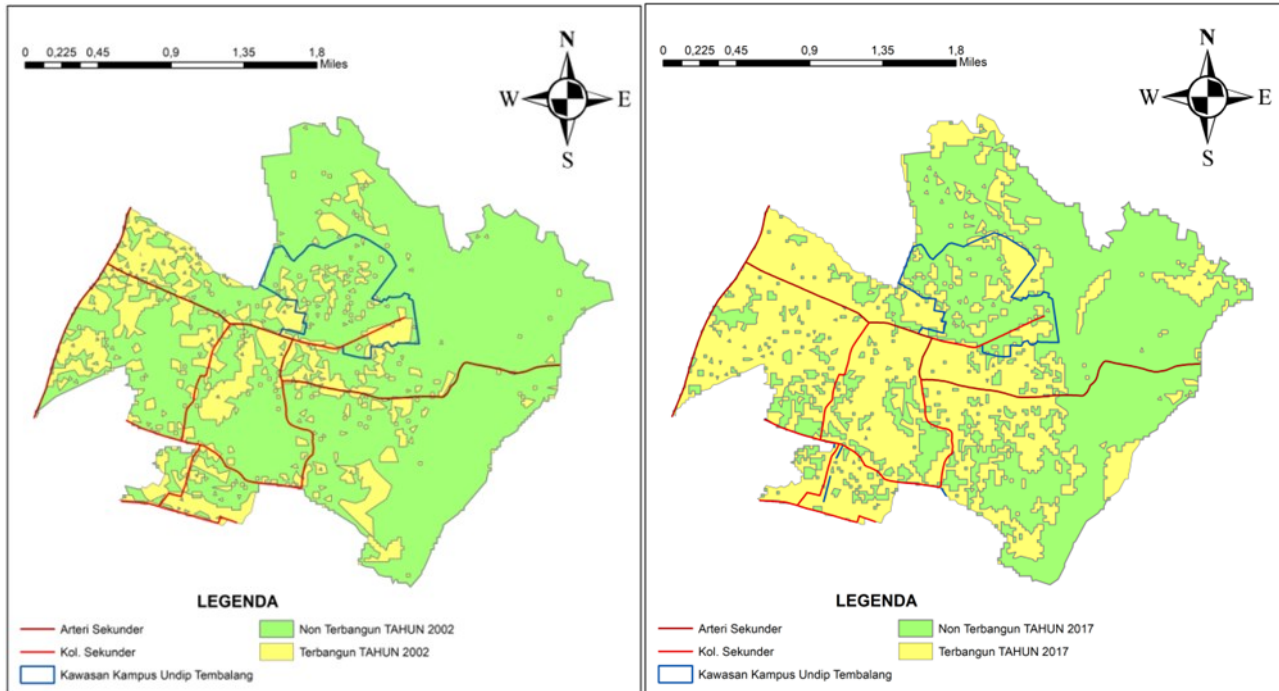 0 0,225 0,45 0,9 1,35 1,8
Miles
N
W E
S
LEGENDA
Arteri Sekunder
Kol. Sekunder
Kawasan Kampus Undip Tembalang
Non Terbangun TAHUN 2002
Terbangun TAHUN 2002
0 0,225 0,45 0,9 1,35 1,8
Miles
N
W E
S
LEGENDA
Arteri Sekunder
Kol. Sekunder
Kawasan Kampus Undip Tembalang
Non Terbangun TAHUN 2017
Terbangun TAHUN 2017